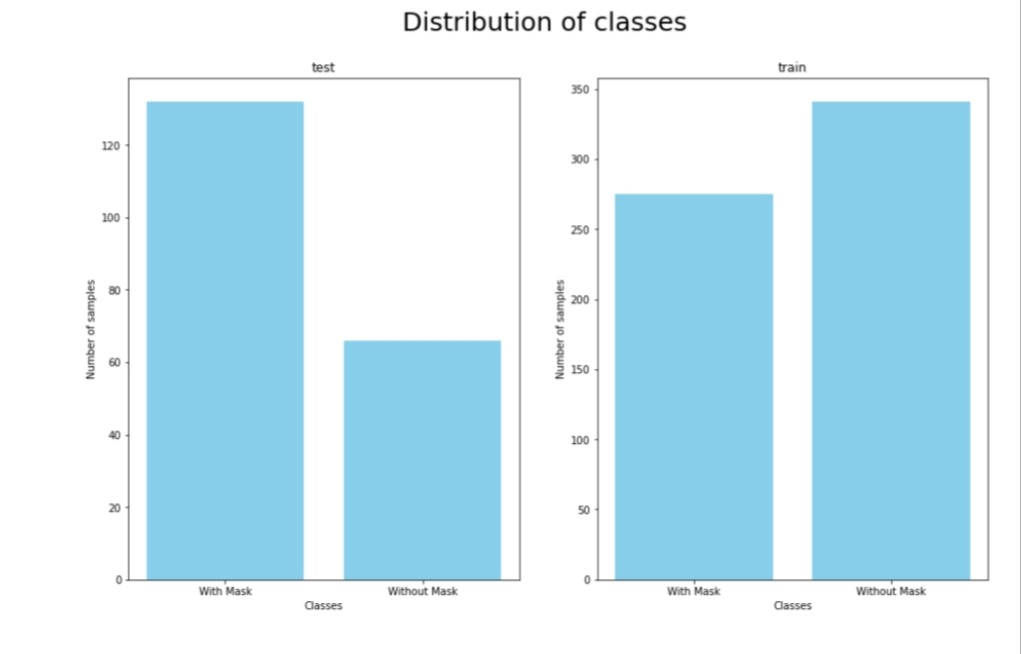 Distribution of classes
test
120
100
80
60
40
20
0
Number of samples
With Mask
Without Mask
Classes
train
350
300
250
200
150
100
50
0
Number of samples
With Mask
Without Mask
Classes